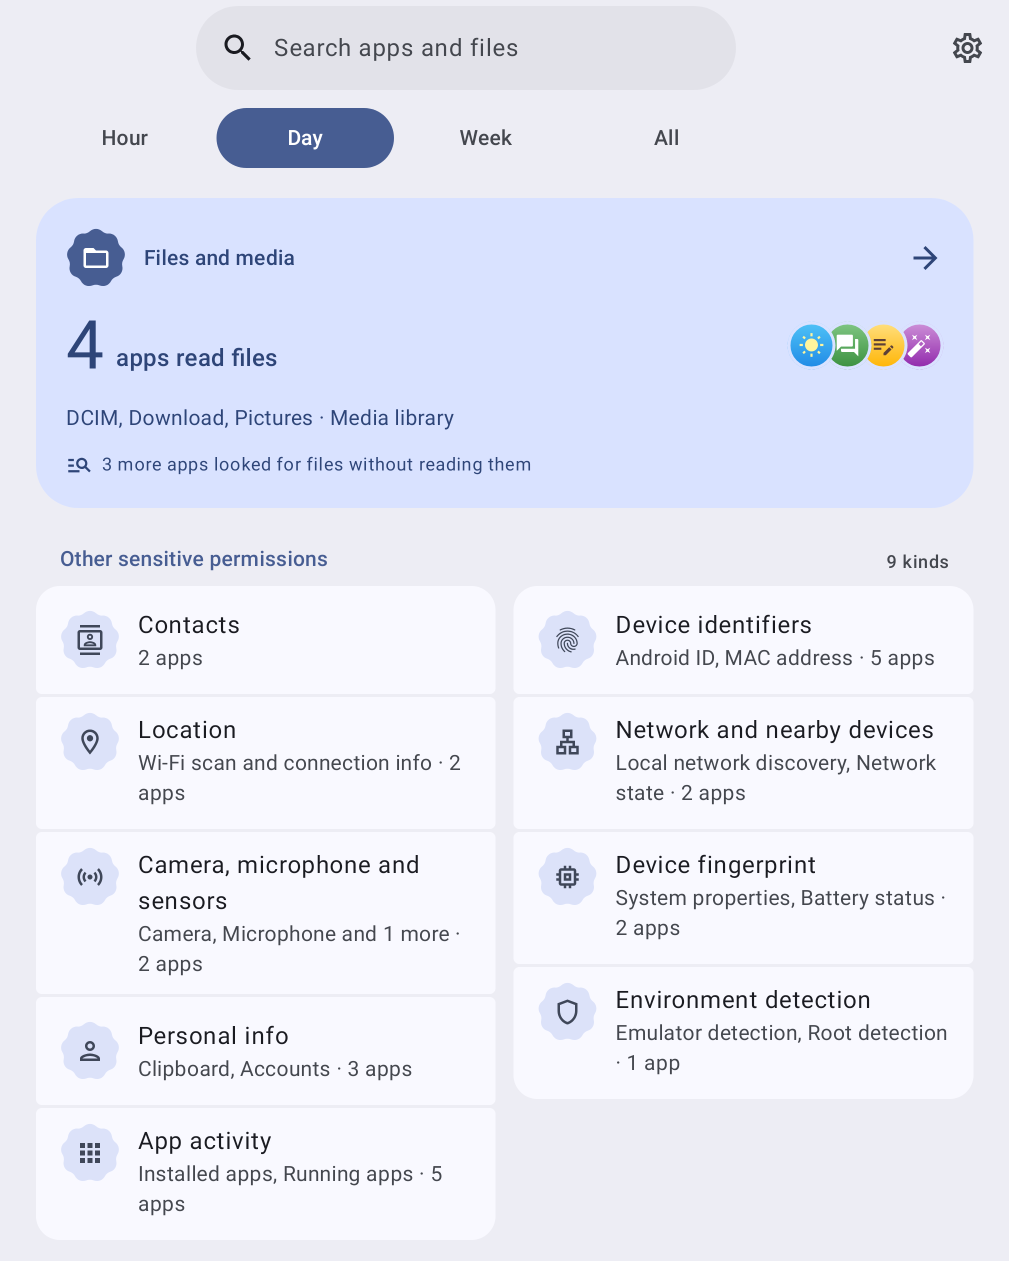 Search apps and files
Hour
Day
Week
All
Files and media
4 apps read files
DCIM, Download, Pictures · Media library
3 more apps looked for files without reading them
Other sensitive permissions
9 kinds
Contacts
2 apps
Location
Wi-Fi scan and connection info · 2
apps
Camera, microphone and
sensors
Camera, Microphone and 1 more ·
2 apps
Personal info
Clipboard, Accounts · 3 apps
App activity
Installed apps, Running apps · 5
apps
Device identifiers
Android ID, MAC address · 5 apps
Network and nearby devices
Local network discovery, Network
state · 2 apps
Device fingerprint
System properties, Battery status ·
2 apps
Environment detection
Emulator detection, Root detection
· 1 app